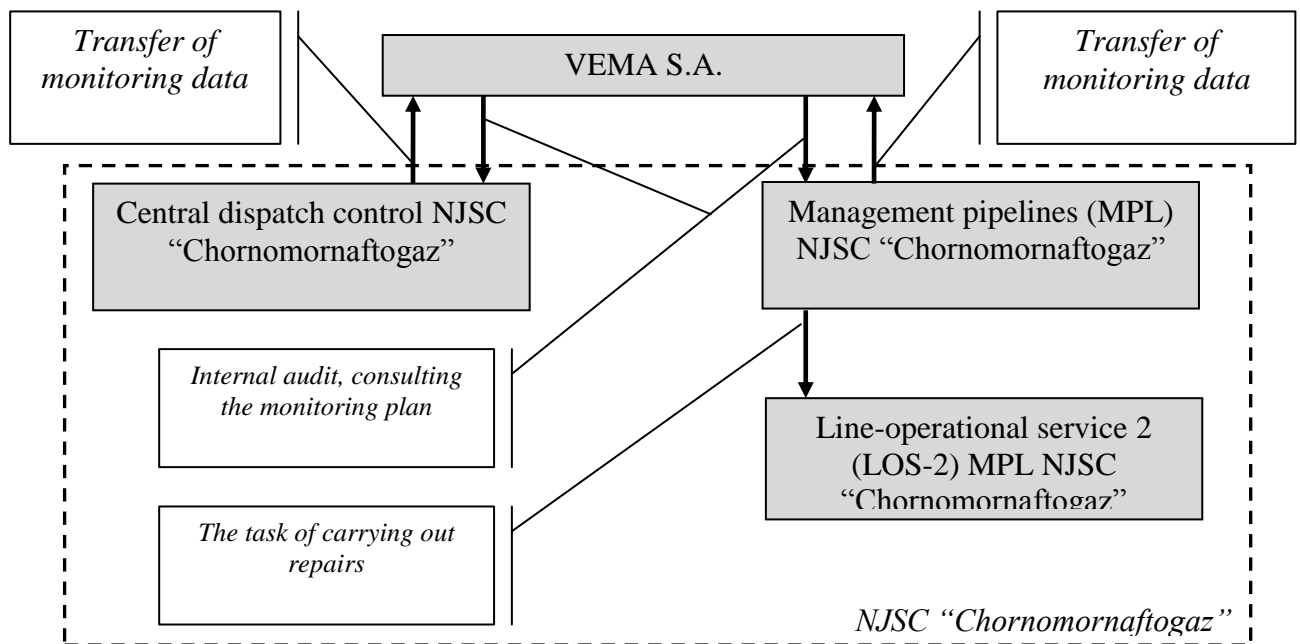 Transfer of
monitoring data
VEMA S.A.
Transfer of
monitoring data
Central dispatch control NJSC
“Chornomornaftogaz”
Management pipelines (MPL)
NJSC “Chornomornaftogaz”
Internal audit, consulting
the monitoring plan
Line-operational service 2
(LOS-2) MPL NJSC
“Chornomornaftogaz”
The task of carrying out
repairs
NJSC “Chornomornaftogaz”